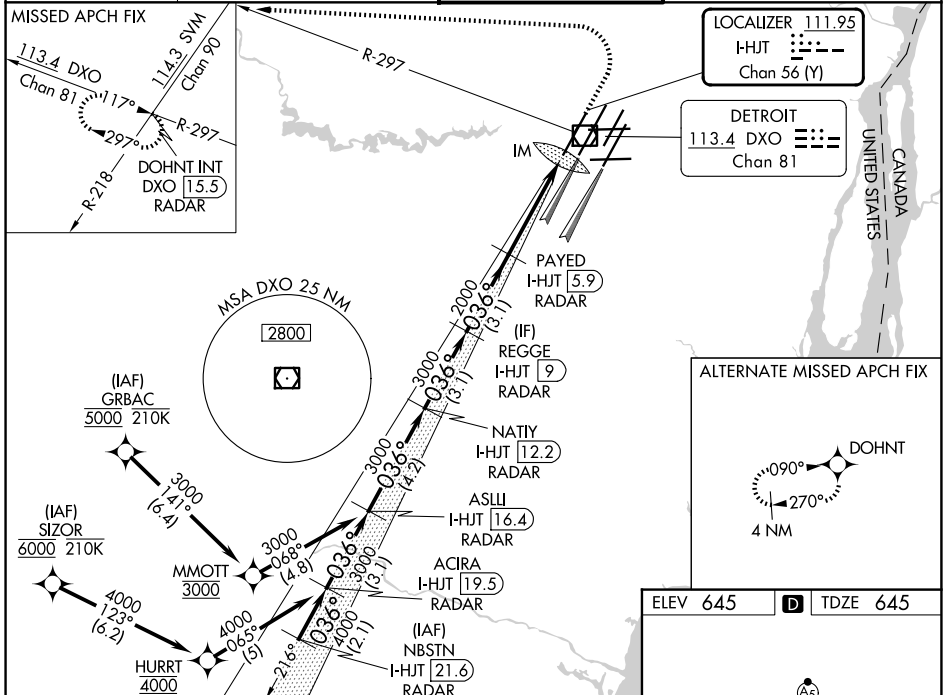 MISSED APCH FIX
113.4 DXO
Chan 81
114.3 SVM
Chan 90
117°
297°
R-297
R-218
DOHNT INT
DXO 15.5
RADAR
R-297
LOCALIZER 111.95
I-HJT
Chan 56 (Y)
DETROIT
113.4 DXO
Chan 81
IM
CANADA
UNITED STATES
PAYED
I-HJT 5.9
RADAR
2000
036°
(3.1)
(IF)
REGGE
I-HJT 9
RADAR
3000
036°
(3.1)
NATIY
I-HJT 12.2
RADAR
3000
036°
(4.2)
ASLLI
I-HJT 16.4
RADAR
036°
3000
(3.1)
ACIRA
I-HJT 19.5
RADAR
036°
4000
(2.1)
(IAF)
NBSTN
I-HJT 21.6
RADAR
216°
MSA DXO 25 NM
2800
(IAF)
GRBAC
5000 210K
3000
141°
(6.4)
(IAF)
SIZOR
6000 210K
4000
123°
(6.2)
MMOTT
3000
3000
068°
(4.8)
HURRT
4000
4000
065°
(5)
ALTERNATE MISSED APCH FIX
DOHNT
090°
270°
4 NM
ELEV 645
D
TDZE 645
A5